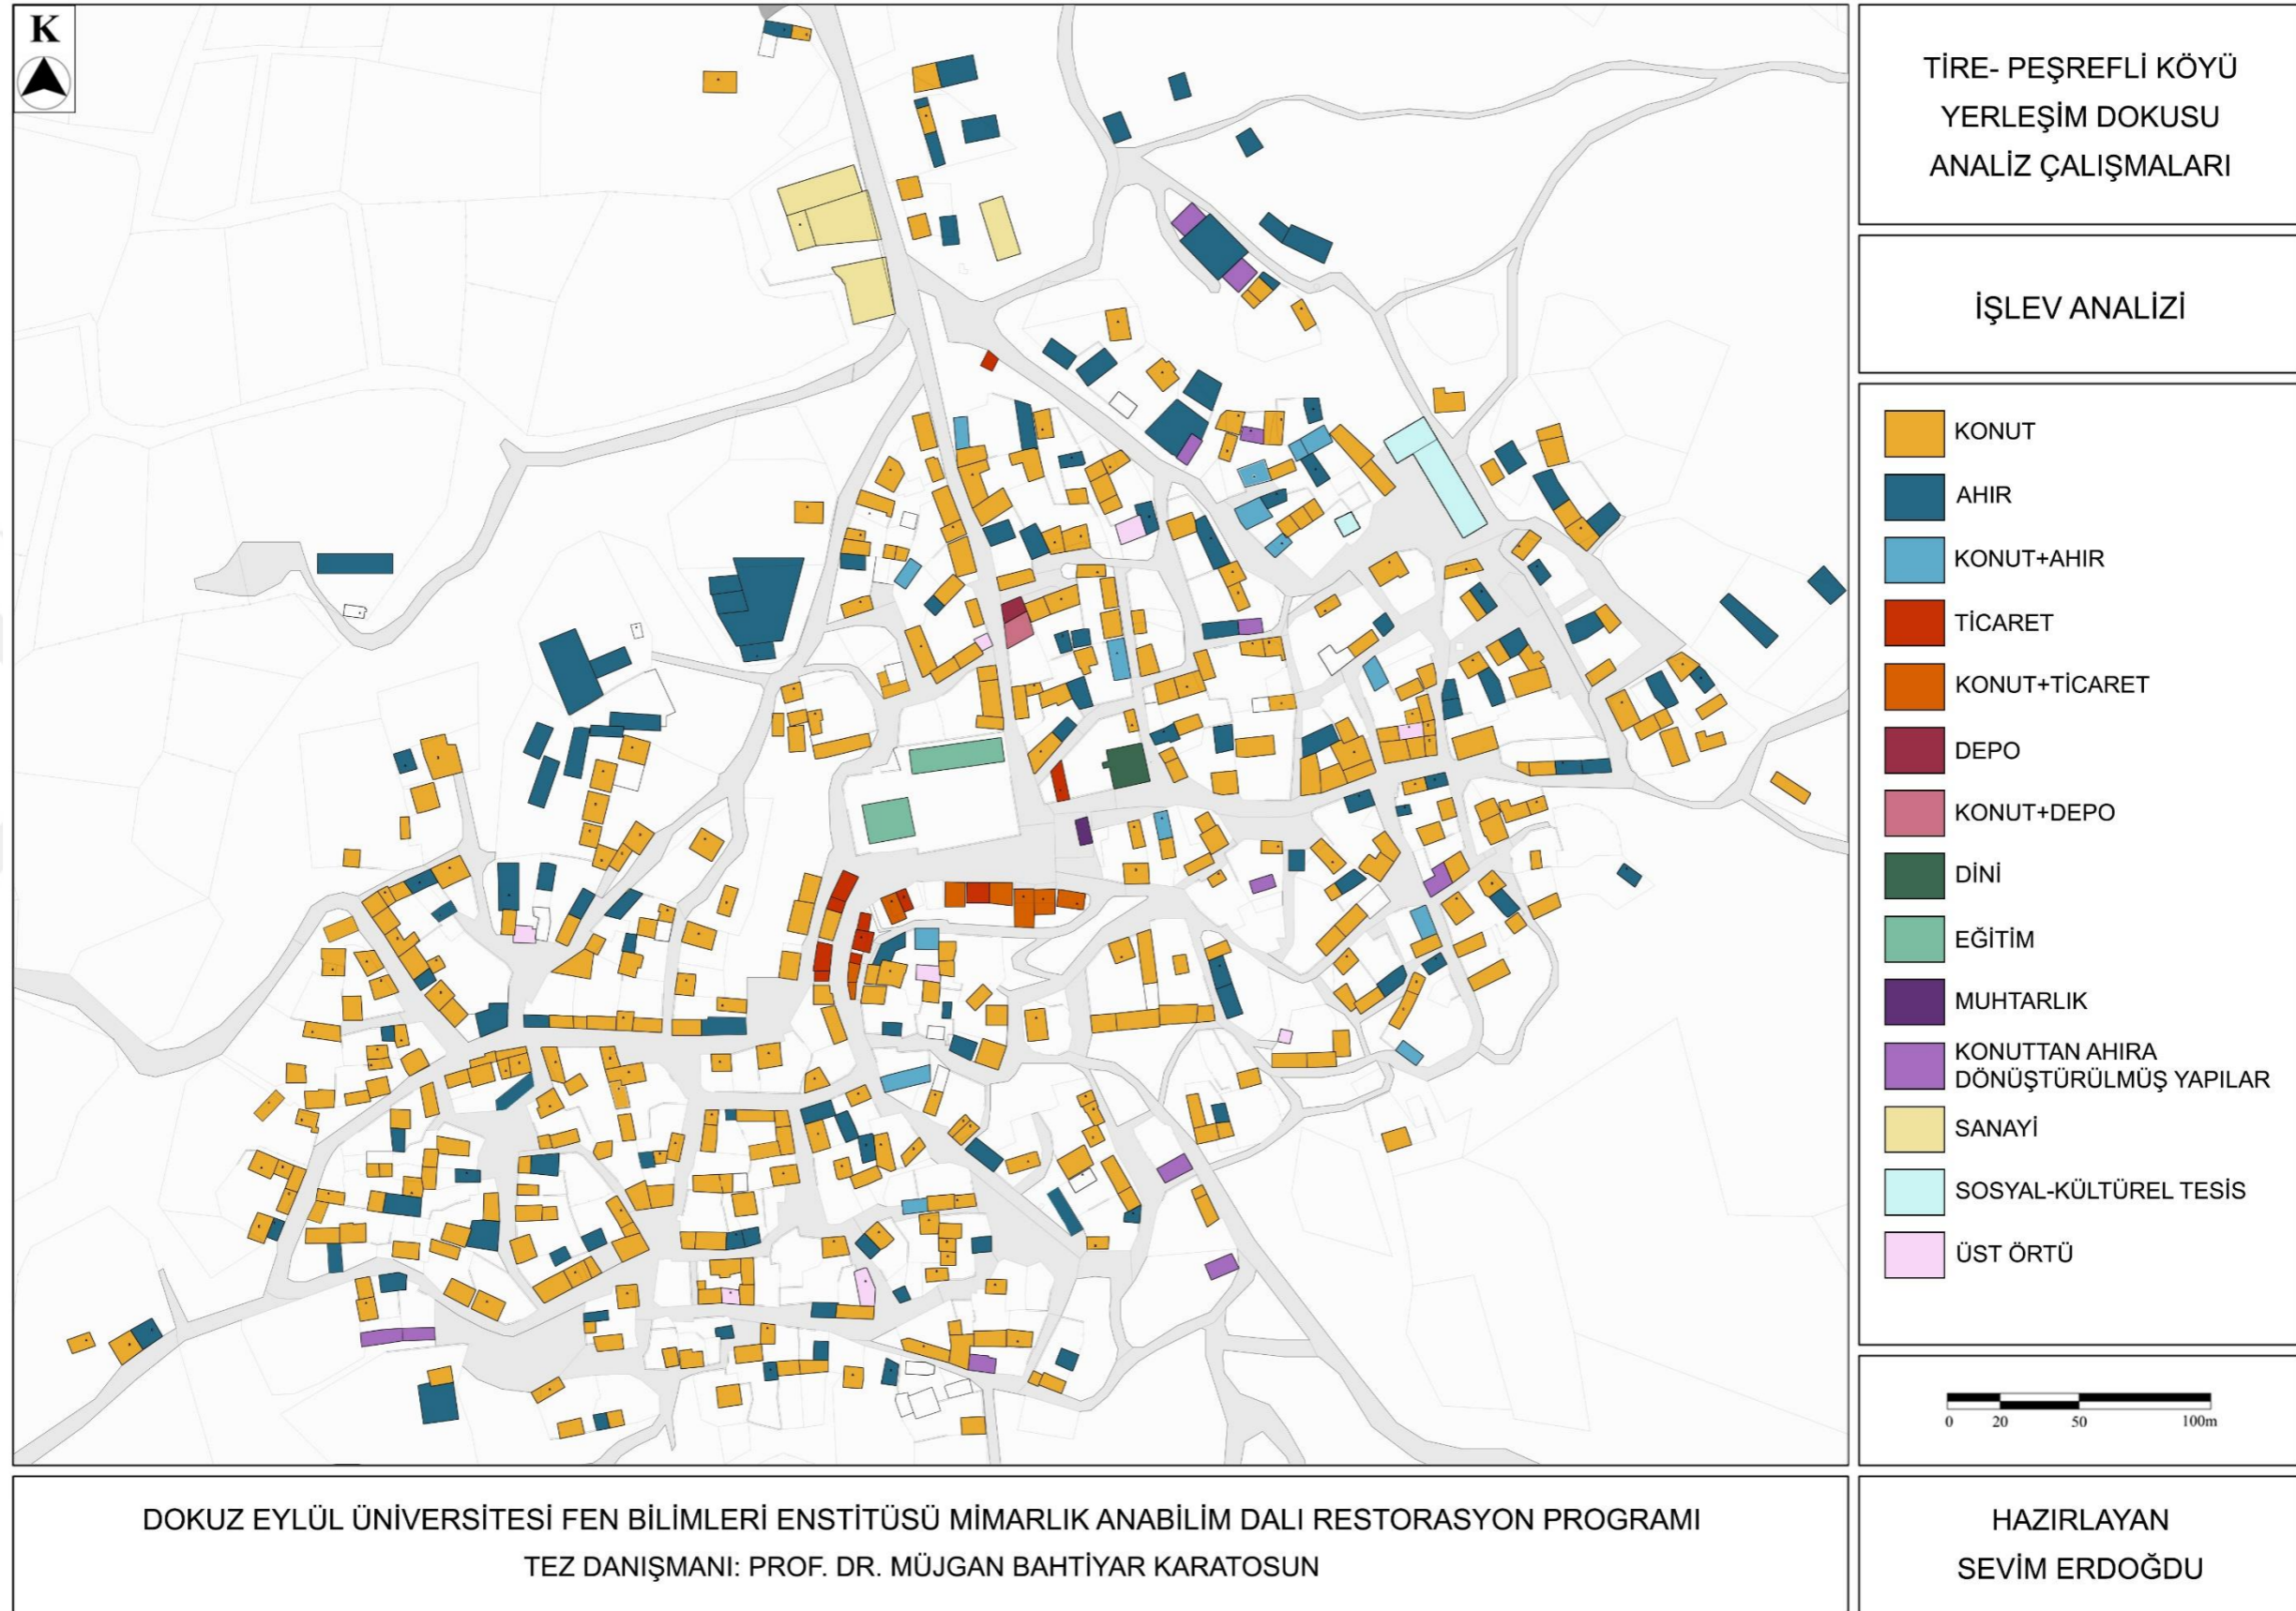 K
TİRE- PEŞREFLİ KÖYÜ
YERLEŞİM DOKUSU
ANALİZ ÇALIŞMALARI
İŞLEV ANALİZİ
KONUT
AHIR
KONUT+AHIR
TİCARET
KONUT+TİCARET
DEPO
KONUT+DEPO
DİNİ
EĞİTİM
MUHTARLIK
KONUTTAN AHIRA
DÖNÜŞTÜRÜLMÜŞ YAPILAR
SANAYİ
SOSYAL-KÜLTÜREL TESİS
ÜST ÖRTÜ
0 20 50 100m
DOKUZ EYLÜL ÜNİVERSİTESİ FEN BİLİMLERİ ENSTİTÜSÜ MİMARLIK ANABİLİM DALI RESTORASYON PROGRAMI
TEZ DANIŞMANI: PROF. DR. MÜJGAN BAHTİYAR KARATOSUN
HAZIRLAYAN
SEVİM ERDOĞDU